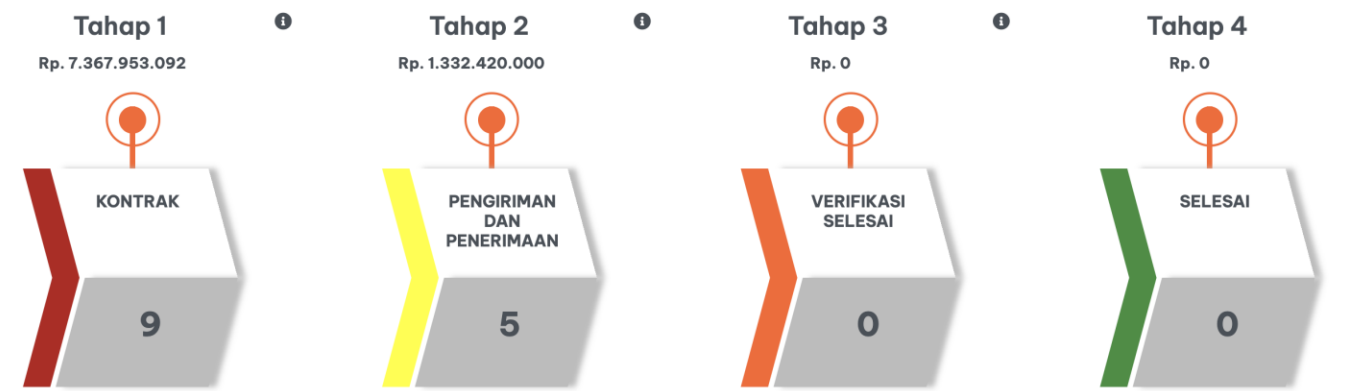 Tahap 1
Rp. 7.367.953.092
KONTRAK
9
Tahap 2
Rp. 1.332.420.000
PENGIRIMAN
DAN
PENERIMAAN
5
Tahap 3
Rp. 0
VERIFIKASI
SELESAI
0
Tahap 4
Rp. 0
SELESAI
0